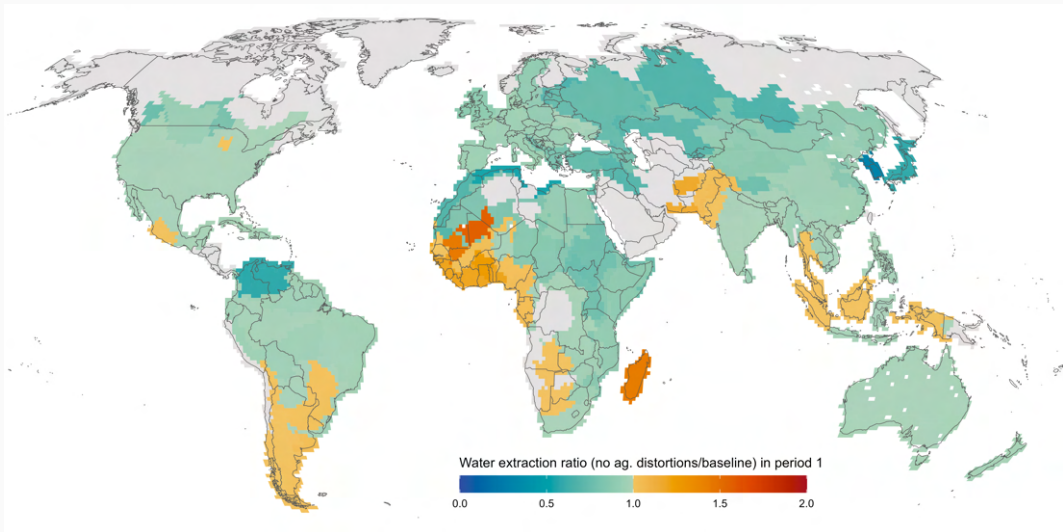 Water extraction ratio (no ag. distortions/baseline) in period 1
0.0 0.5 1.0 1.5 2.0